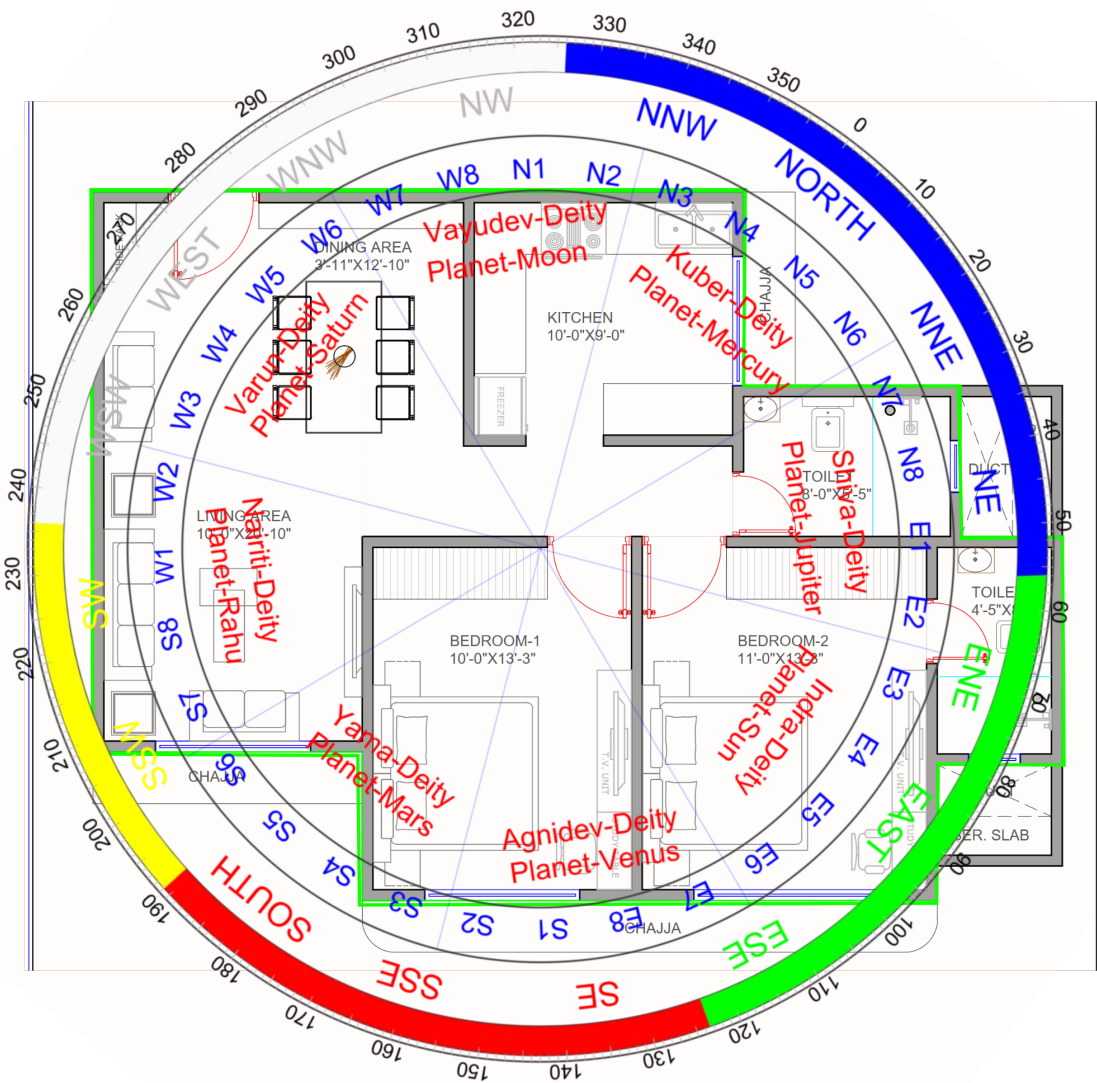 320
330
310
340
300
350
290
0
280
10
270
20
260
30
250
40
240
50
230
60
220
70
210
80
200
90
190
100
180
110
170
120
160
130
150
140
NW
NNW
WNW
NORTH
WEST
NNE
WSW
NE
SW
ENE
SSW
EAST
SOUTH
ESE
SSE
SE
W8
N1
N2
W7
N3
W6
N4
W5
N5
W4
N6
W3
N7
W2
N8
W1
E1
S8
E2
S7
E3
S6
E4
S5
E5
S4
E6
S3
E7
S2
S1
E8
Vayudev-Deity
Planet-Moon
Kuber-Deity
Planet-Mercury
Varun-Deity
Planet-Saturn
Shiva-Deity
Planet-Jupiter
Nairiti-Deity
Planet-Rahu
Indra-Deity
Planet-Sun
Yama-Deity
Planet-Mars
Agnidev-Deity
Planet-Venus
DINING AREA
3'-11"X12'-10"
KITCHEN
10'-0"X9'-0"
FREEZER
CHAJJA
DUCT
LIVING AREA
BEDROOM-1
10'-0"X13'-3"
BEDROOM-2
11'-0"X13'-3"
T.V. UNIT
T.V. UNIT
CHAJJA
SER. SLAB
CHAJJA